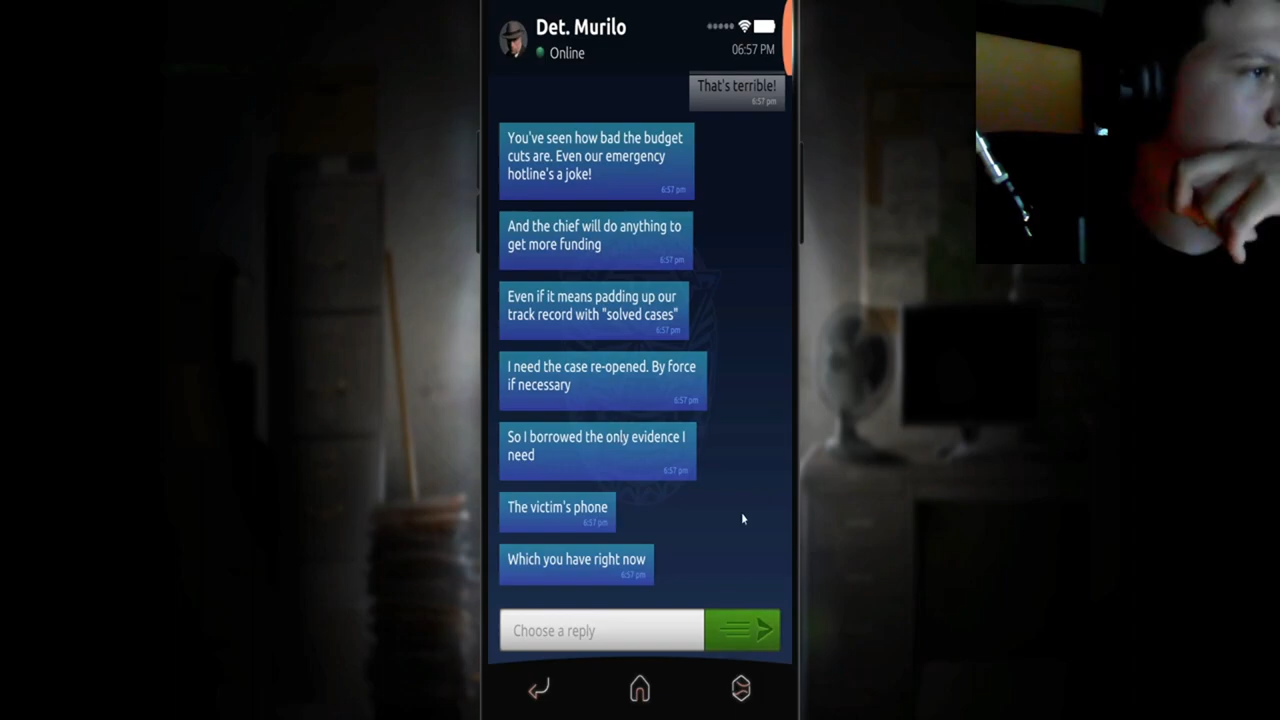 Det. Murilo
Online
06:57 PM
That's terrible!
6:57 pm
You've seen how bad the budget
cuts are. Even our emergency
hotline's a joke!
6:57 pm
And the chief will do anything to
get more funding
6:57 pm
Even if it means padding up our
track record with "solved cases"
6:57 pm
I need the case re-opened. By force
if necessary
6:57 pm
So I borrowed the only evidence I
need
6:57 pm
The victim's phone
6:57 pm
Which you have right now
6:57 pm
Choose a reply